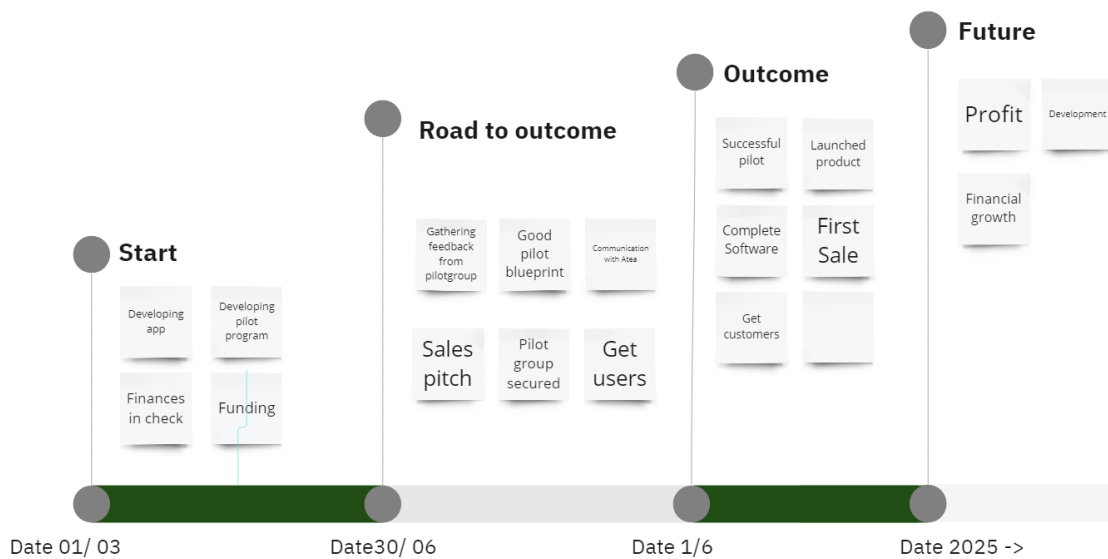 Start
Developing
app
Developing
pilot
program
Finances
in check
Funding
Road to outcome
Gathering
feedback
from
pilotgroup
Good
pilot
blueprint
Communication
with Atea
Sales
pitch
Pilot
group
secured
Get
users
Outcome
Successful
pilot
Launched
product
Complete
Software
First
Sale
Get
customers
Future
Profit
Development
Financial
growth
Date 01/ 03
Date30/ 06
Date 1/6
Date 2025 ->